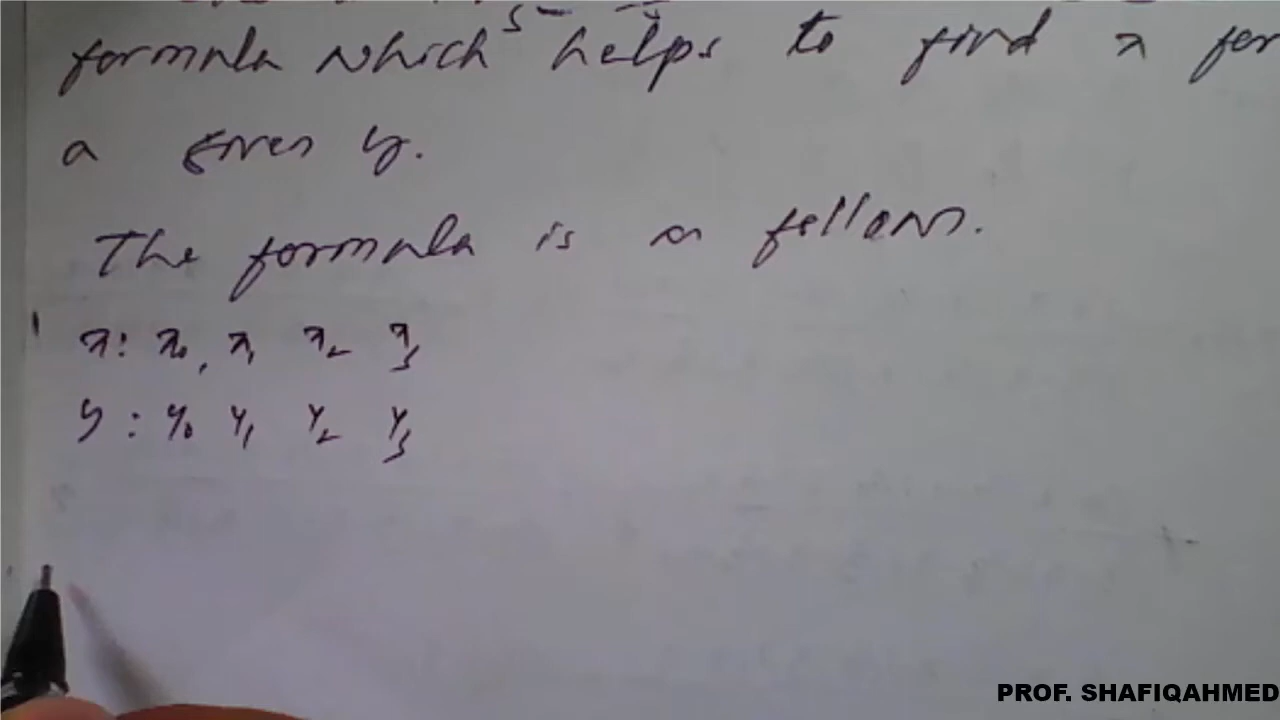 formula which helps to find x for
a given y.
The formula is as follows.
x: x₀, x₁ x₂ x₃
y: y₀ y₁ y₂ y₃
PROF. SHAFIQAHMED